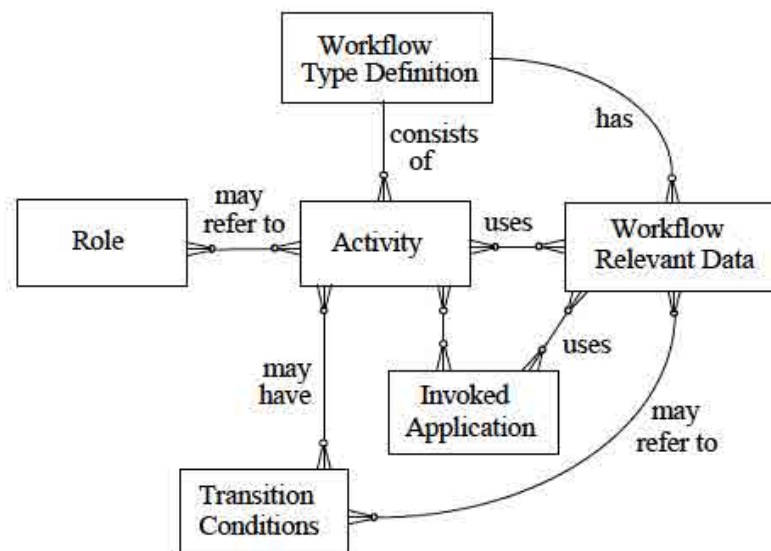 Workflow
Type Definition
consists
of
has
may
refer to
Role
Activity
uses
Workflow
Relevant Data
uses
may
have
Invoked
Application
may
refer to
Transition
Conditions